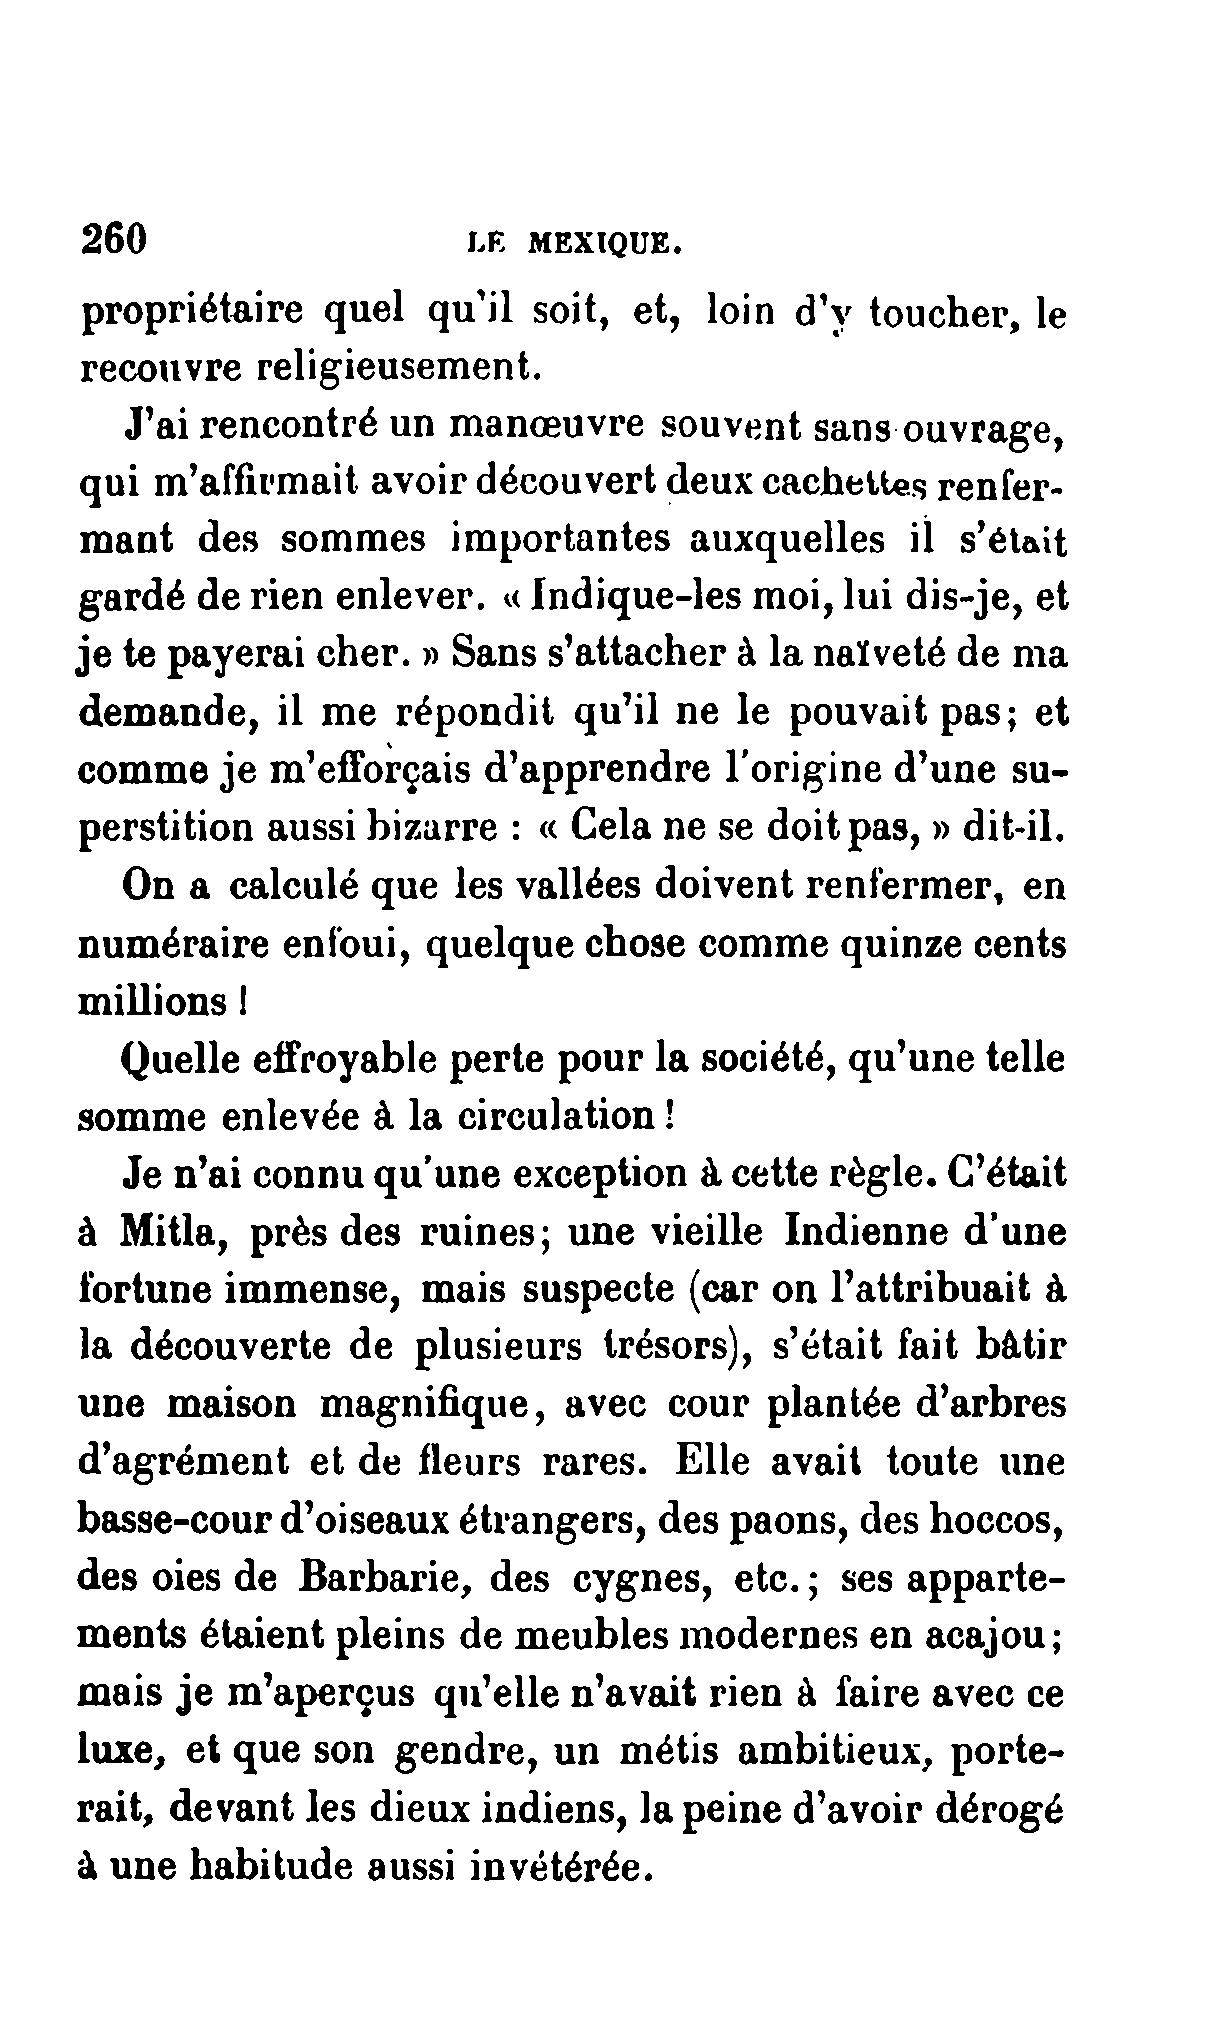 260 LE MEXIQUE.
propriétaire quel qu'il soit, et, loin d'y toucher, le
recouvre religieusement.
J'ai rencontré un manœuvre souvent sans ouvrage,
qui m'affirmait avoir découvert deux cachettes renfer-
mant des sommes importantes auxquelles il s'était
gardé de rien enlever. « Indique-les moi, lui dis-je, et
je te payerai cher. » Sans s'attacher à la naïveté de ma
demande, il me répondit qu'il ne le pouvait pas; et
comme je m'efforçais d'apprendre l'origine d'une su-
perstition aussi bizarre : « Cela ne se doit pas, » dit-il.
On a calculé que les vallées doivent renfermer, en
numéraire enfoui, quelque chose comme quinze cents
millions !
Quelle effroyable perte pour la société, qu'une telle
somme enlevée à la circulation !
Je n'ai connu qu'une exception à cette règle. C'était
à Mitla, près des ruines; une vieille Indienne d'une
fortune immense, mais suspecte (car on l'attribuait à
la découverte de plusieurs trésors), s'était fait bâtir
une maison magnifique, avec cour plantée d'arbres
d'agrément et de fleurs rares. Elle avait toute une
basse-cour d'oiseaux étrangers, des paons, des hoccos,
des oies de Barbarie, des cygnes, etc.; ses apparte-
ments étaient pleins de meubles modernes en acajou;
mais je m'aperçus qu'elle n'avait rien à faire avec ce
luxe, et que son gendre, un métis ambitieux, porte-
rait, devant les dieux indiens, la peine d'avoir dérogé
à une habitude aussi invétérée.